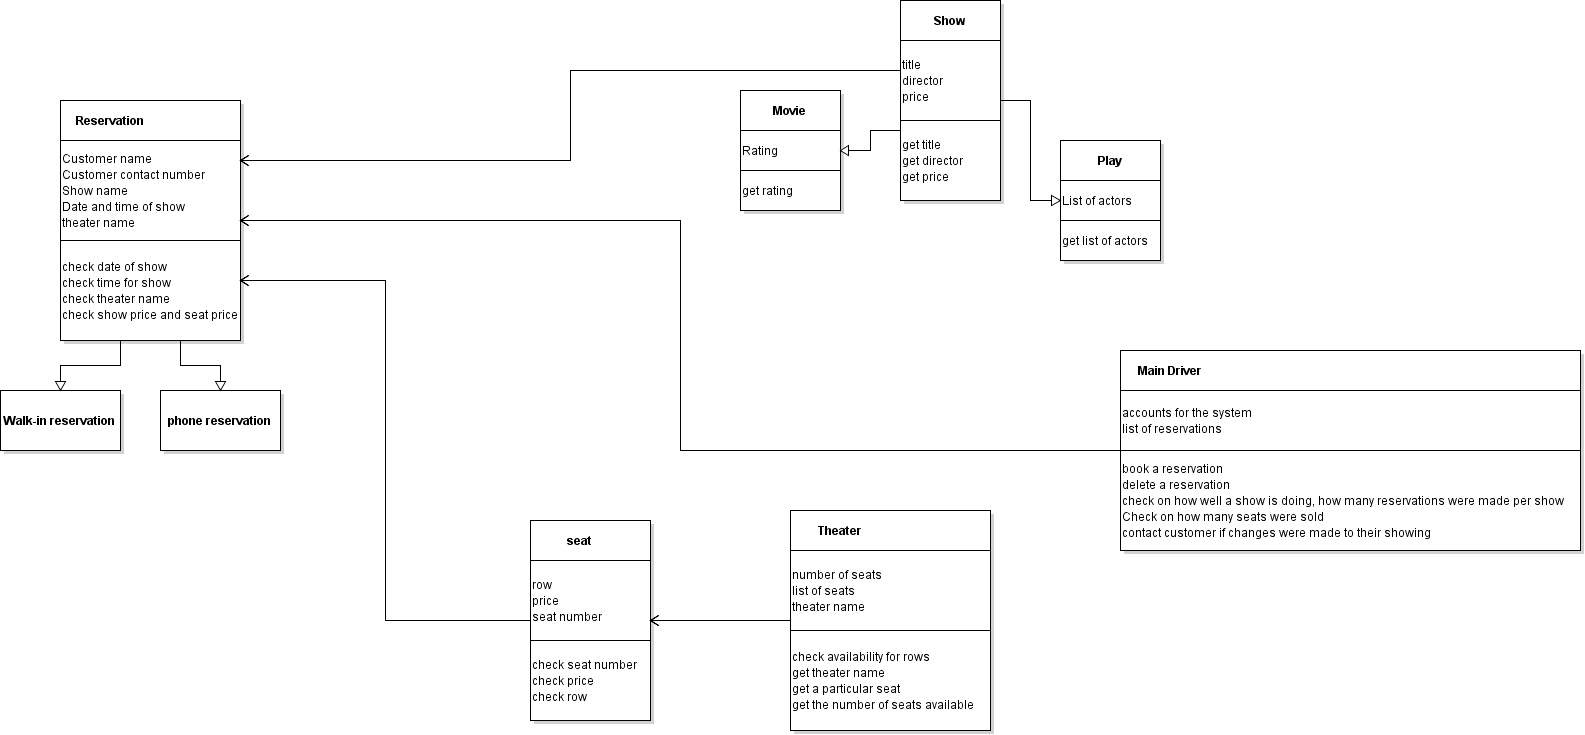 Show
title
director
price
get title
get director
get price
Movie
Rating
get rating
Play
List of actors
get list of actors
Reservation
Customer name
Customer contact number
Show name
Date and time of show
theater name
check date of show
check time for show
check theater name
check show price and seat price
Walk-in reservation
phone reservation
Main Driver
accounts for the system
list of reservations
book a reservation
delete a reservation
check on how well a show is doing, how many reservations were made per show
Check on how many seats were sold
contact customer if changes were made to their showing
seat
row
price
seat number
check seat number
check price
check row
Theater
number of seats
list of seats
theater name
check availability for rows
get theater name
get a particular seat
get the number of seats available